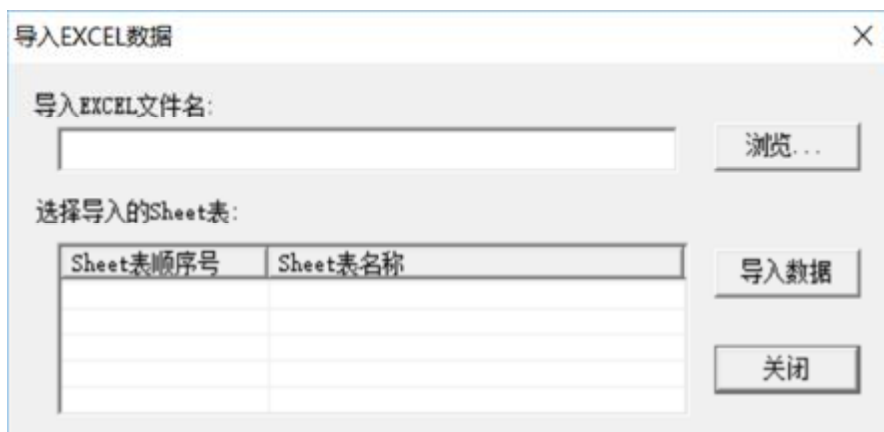 导入EXCEL数据
导入EXCEL文件名:
浏览...
选择导入的Sheet表:
Sheet表顺序号 Sheet表名称
导入数据
关闭